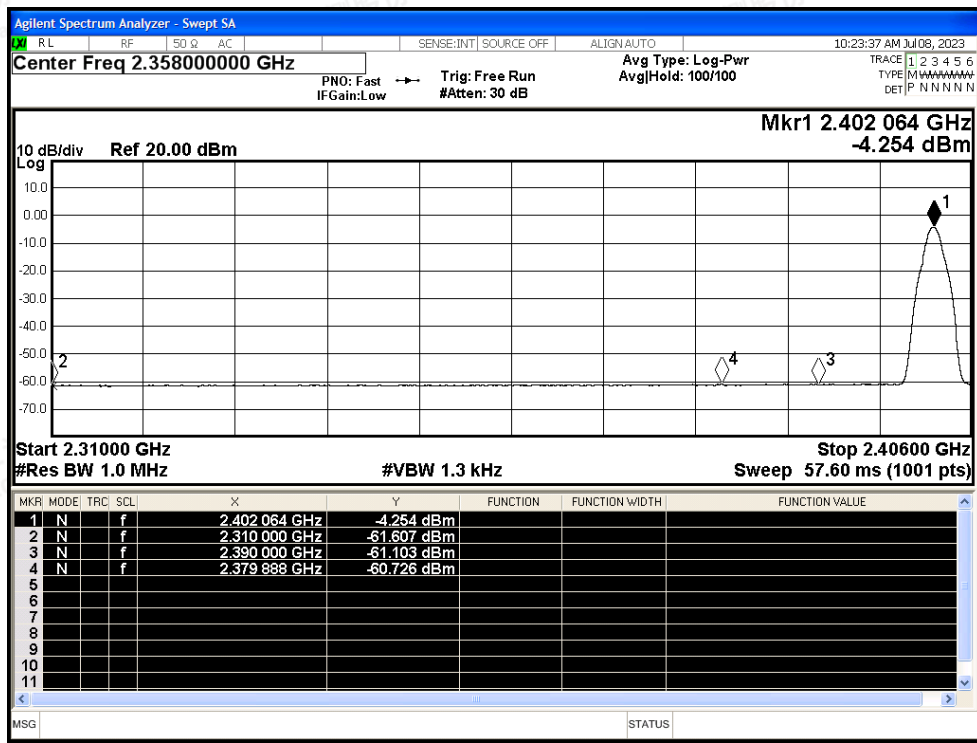 Agilent Spectrum Analyzer - Swept SA
LXI RL RF 50 Ω AC SENSE:INT SOURCE OFF ALIGN AUTO 10:23:37 AM Jul 08, 2023
Center Freq 2.358000000 GHz
PNO: Fast
IFGain:Low
Trig: Free Run
#Atten: 30 dB
Avg Type: Log-Pwr
Avg|Hold: 100/100
TRACE 1 2 3 4 5 6
TYPE M
DET P N N N N N
Mkr1 2.402 064 GHz
-4.254 dBm
10 dB/div Ref 20.00 dBm
Log
10.0
0.00
-10.0
-20.0
-30.0
-40.0
-50.0
-60.0
-70.0
1
2
4
3
Start 2.31000 GHz
Stop 2.40600 GHz
#Res BW 1.0 MHz
#VBW 1.3 kHz
Sweep 57.60 ms (1001 pts)
MKR MODE TRC SCL X Y FUNCTION FUNCTION WIDTH FUNCTION VALUE
1 N f 2.402 064 GHz -4.254 dBm
2 N f 2.310 000 GHz -61.607 dBm
3 N f 2.390 000 GHz -61.103 dBm
4 N f 2.379 888 GHz -60.726 dBm
5
6
7
8
9
10
11
MSG
STATUS